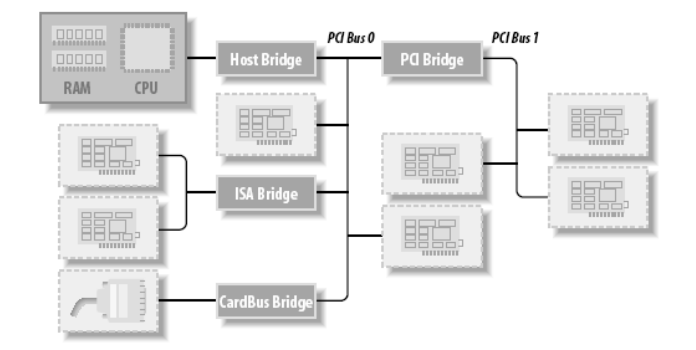 PCI Bus 0
PCI Bus 1
Host Bridge
PCI Bridge
RAM
CPU
ISA Bridge
CardBus Bridge